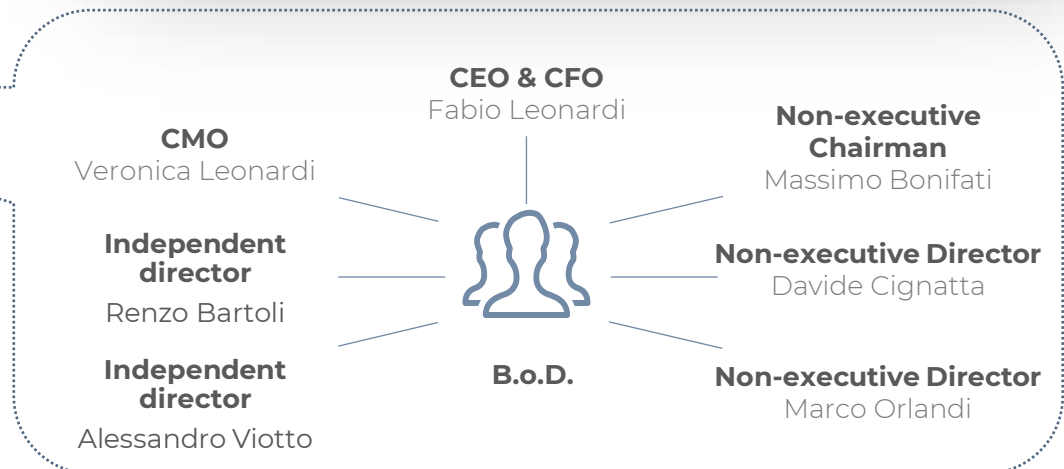 CEO & CFO
Fabio Leonardi
CMO
Veronica Leonardi
Non-executive
Chairman
Massimo Bonifati
Independent
director
Renzo Bartoli
Non-executive Director
Davide Cignatta
Independent
director
Alessandro Viotto
B.o.D.
Non-executive Director
Marco Orlandi